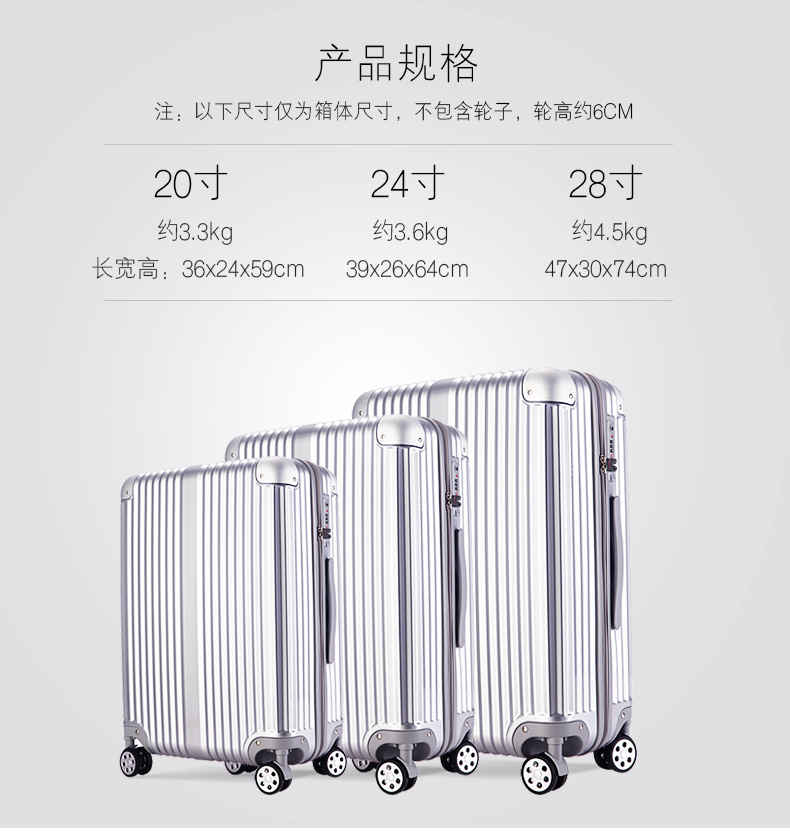 产品规格
注：以下尺寸仅为箱体尺寸，不包含轮子，轮高约6CM
20寸 24寸 28寸
约3.3kg 约3.6kg 约4.5kg
长宽高：36x24x59cm 39x26x64cm 47x30x74cm